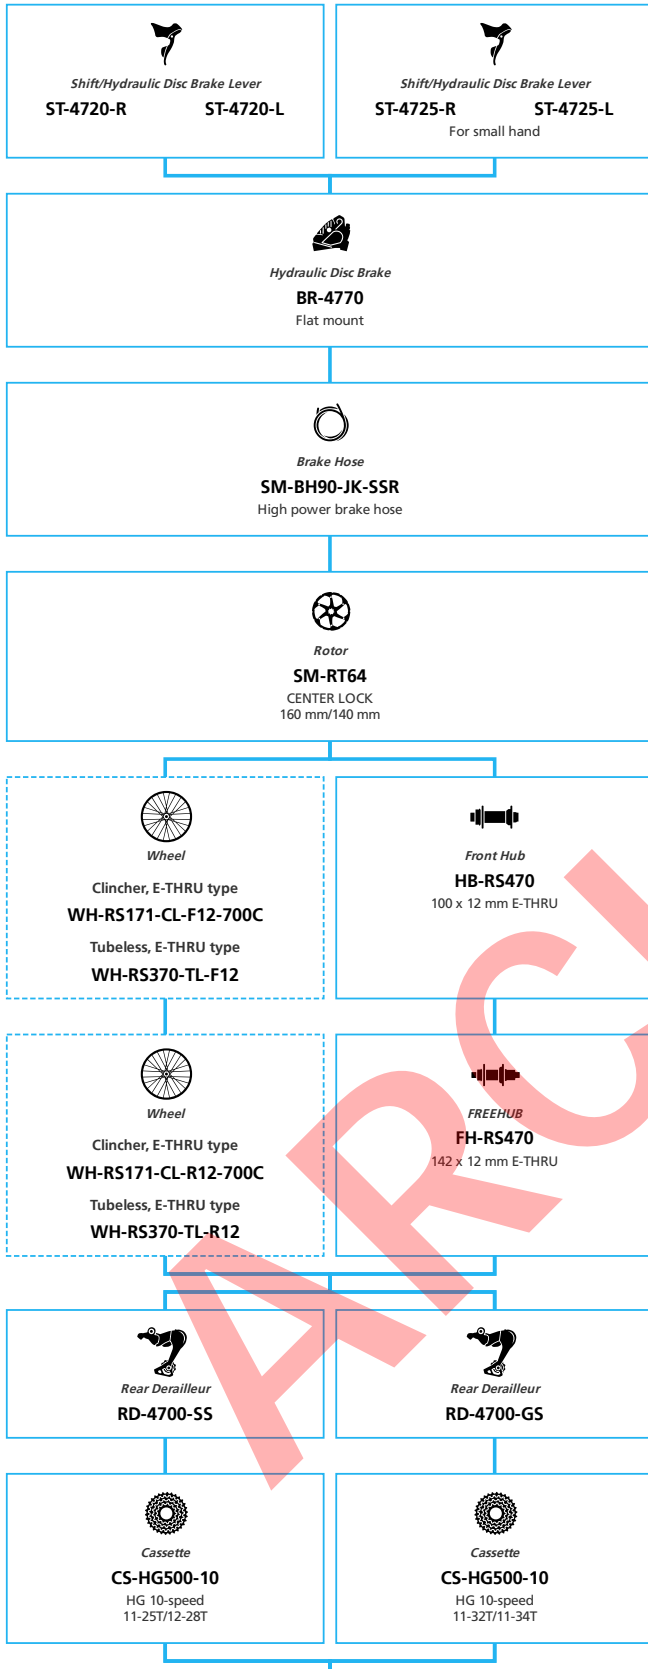 Shift/Hydraulic Disc Brake Lever
ST-4720-R ST-4720-L
Shift/Hydraulic Disc Brake Lever
ST-4725-R ST-4725-L
For small hand
Hydraulic Disc Brake
BR-4770
Flat mount
Brake Hose
SM-BH90-JK-SSR
High power brake hose
Rotor
SM-RT64
CENTER LOCK
160 mm/140 mm
Wheel
Clincher, E-THRU type
WH-RS171-CL-F12-700C
Tubeless, E-THRU type
WH-RS370-TL-F12
Front Hub
HB-RS470
100 x 12 mm E-THRU
Wheel
Clincher, E-THRU type
WH-RS171-CL-R12-700C
Tubeless, E-THRU type
WH-RS370-TL-R12
FREEHUB
FH-RS470
142 x 12 mm E-THRU
Rear Derailleur
RD-4700-SS
Rear Derailleur
RD-4700-GS
Cassette
CS-HG500-10
HG 10-speed
11-25T/12-28T
Cassette
CS-HG500-10
HG 10-speed
11-32T/11-34T